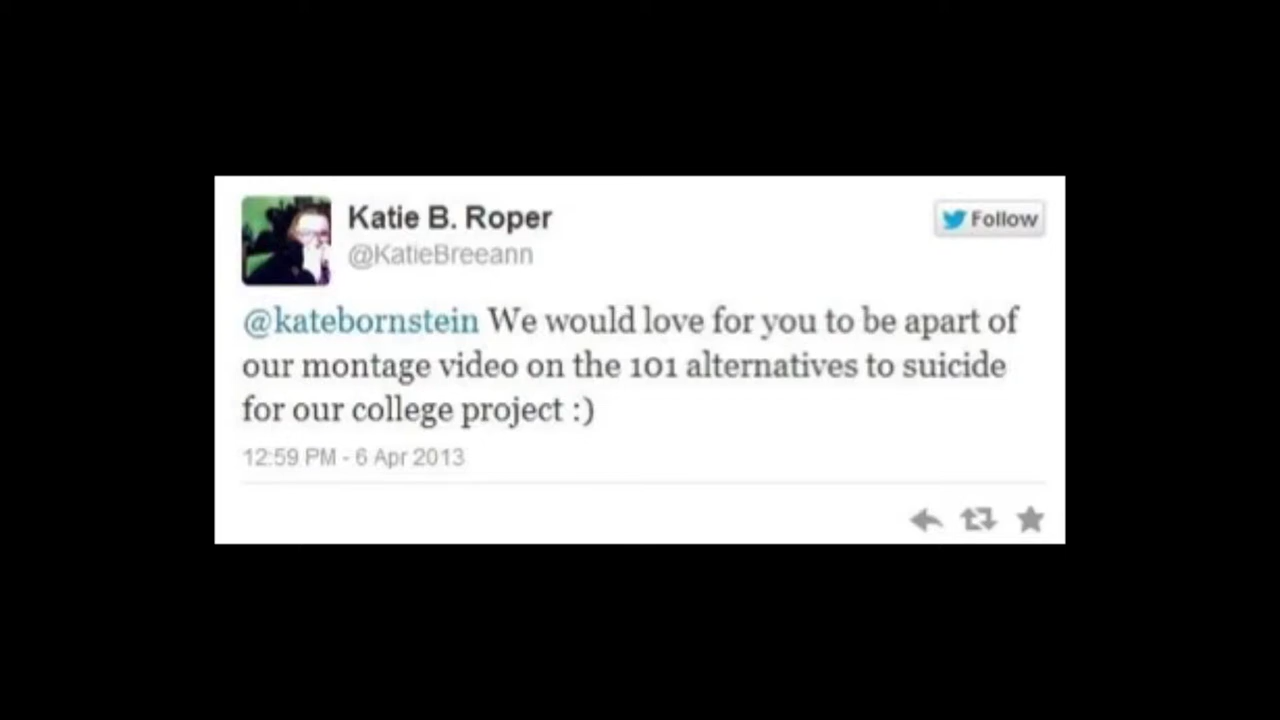 Katie B. Roper
Follow
@KatieBreeann
@katebornstein We would love for you to be apart of
our montage video on the 101 alternatives to suicide
for our college project :)
12:59 PM - 6 Apr 2013